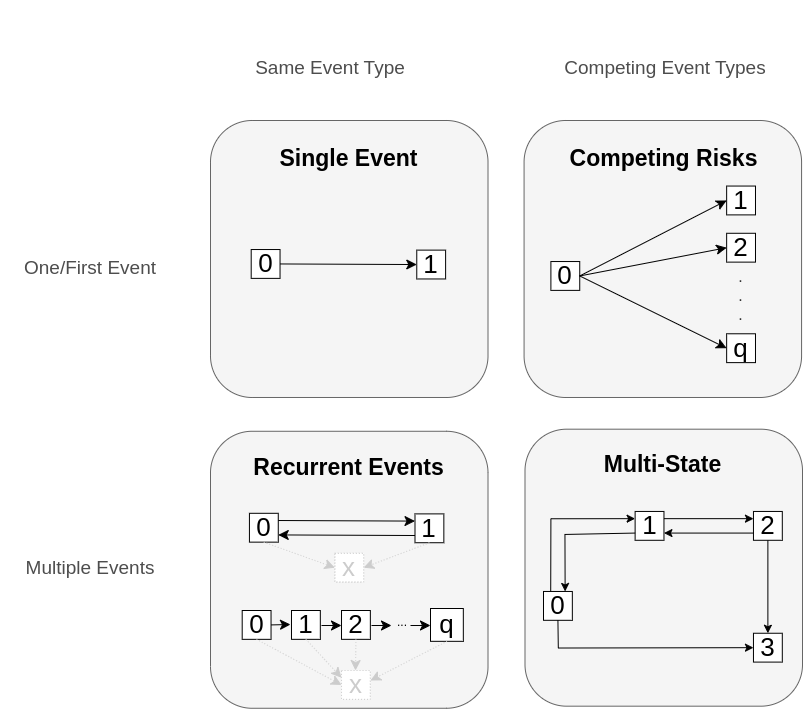 Same Event Type
Competing Event Types
One/First Event
Single Event
0
1
Competing Risks
0
1
2
.
.
.
q
Multiple Events
Recurrent Events
0
1
x
0
1
2
...
q
x
Multi-State
1
2
0
3